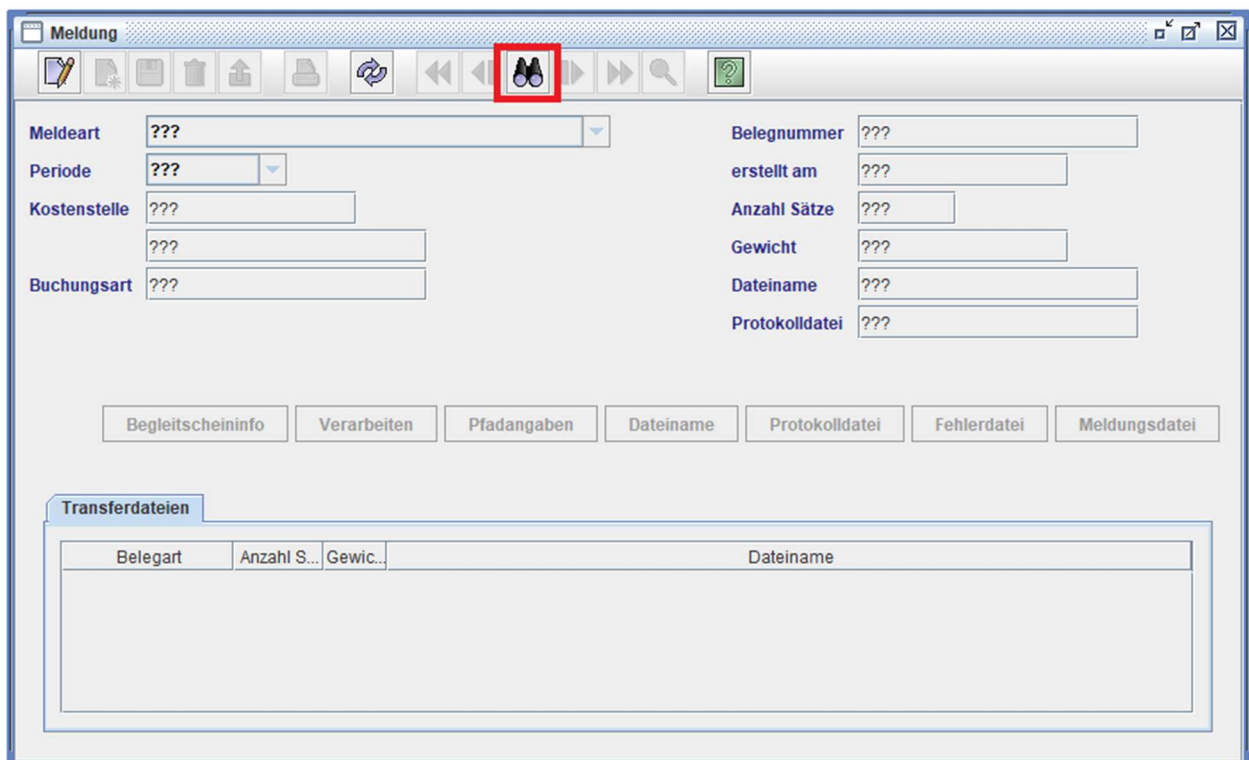 Meldung
Meldeart ??? Belegnummer ???
Periode ??? erstellt am ???
Kostenstelle ??? Anzahl Sätze ???
??? Gewicht ???
Buchungsart ??? Dateiname ???
Protokolldatei ???
Begleitscheininfo Verarbeiten Pfadangaben Dateiname Protokolldatei Fehlerdatei Meldungsdatei
Transferdateien
Belegart Anzahl S... Gewic... Dateiname